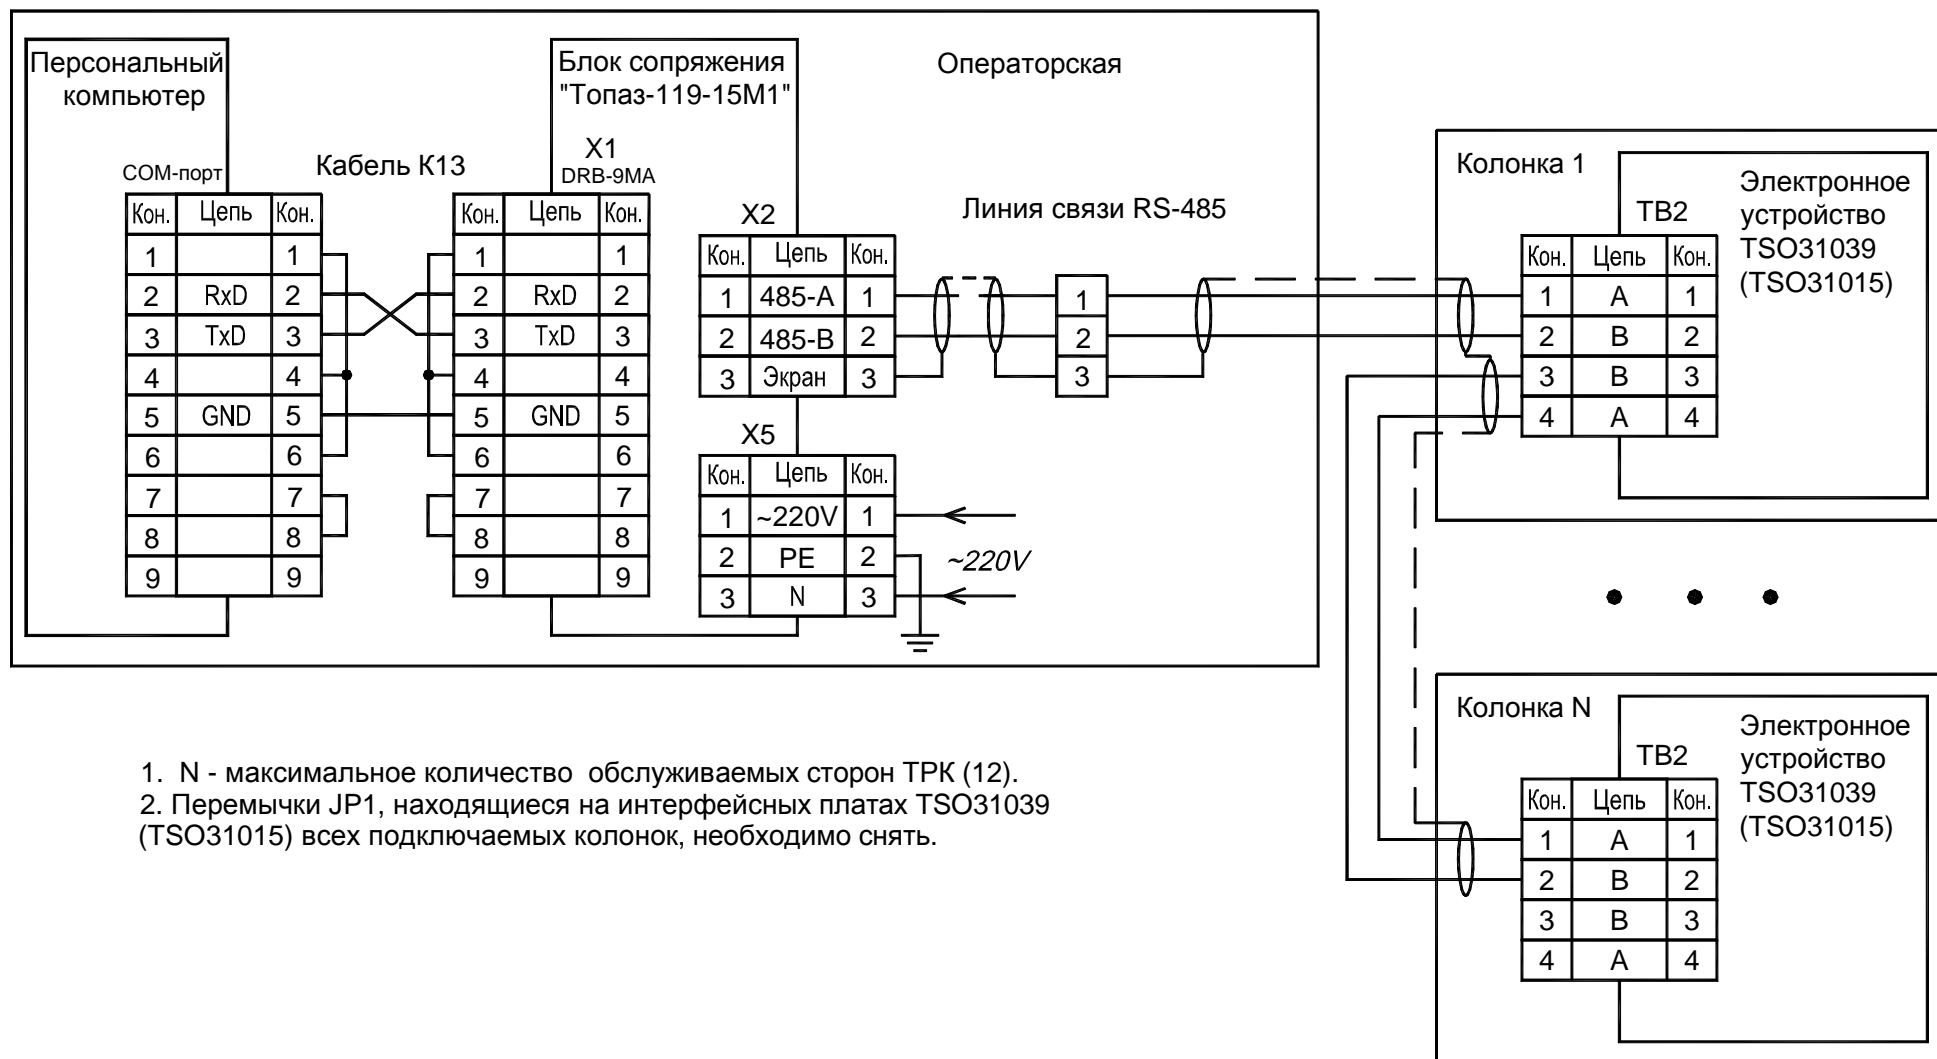 Персональный
компьютер
Блок сопряжения
"Топаз-119-15М1"
Операторская
COM-порт
Кабель К13
X1
DRB-9MA
Кон. Цепь Кон.
1 1
2 RxD 2
3 TxD 3
4 4
5 GND 5
6 6
7 7
8 8
9 9
Кон. Цепь Кон.
1 1
2 RxD 2
3 TxD 3
4 4
5 GND 5
6 6
7 7
8 8
9 9
X2
Кон. Цепь Кон.
1 485-A 1
2 485-B 2
3 Экран 3
Линия связи RS-485
1
2
3
X5
Кон. Цепь Кон.
1 ~220V 1
2 PE 2
3 N 3
~220V
Колонка 1
TB2
Кон. Цепь Кон.
1 A 1
2 B 2
3 B 3
4 A 4
Электронное
устройство
TSO31039
(TSO31015)
Колонка N
TB2
Кон. Цепь Кон.
1 A 1
2 B 2
3 B 3
4 A 4
Электронное
устройство
TSO31039
(TSO31015)
1. N - максимальное количество обслуживаемых сторон ТРК (12).
2. Перемычки JP1, находящиеся на интерфейсных платах TSO31039
(TSO31015) всех подключаемых колонок, необходимо снять.